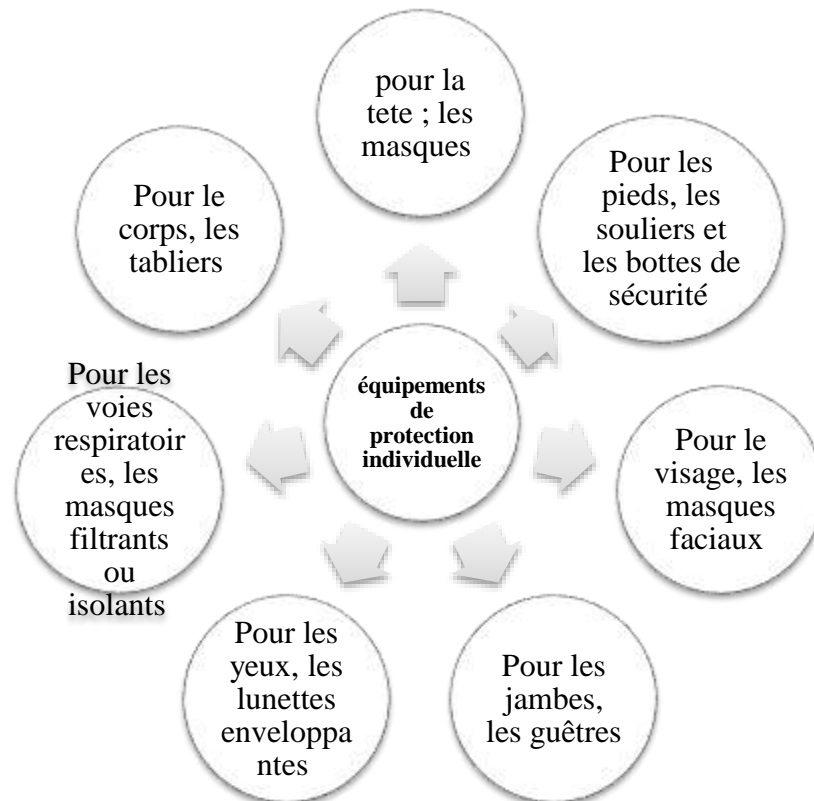 pour la
tete ; les
masques
Pour les
pieds, les
souliers et
les bottes de
sécurité
Pour le
visage, les
masques
faciaux
Pour les
jambes,
les guêtres
Pour les
yeux, les
lunettes
enveloppa
ntes
Pour les
voies
respiratoir
es, les
masques
filtrants
ou
isolants
Pour le
corps, les
tabliers
équipements
de
protection
individuelle